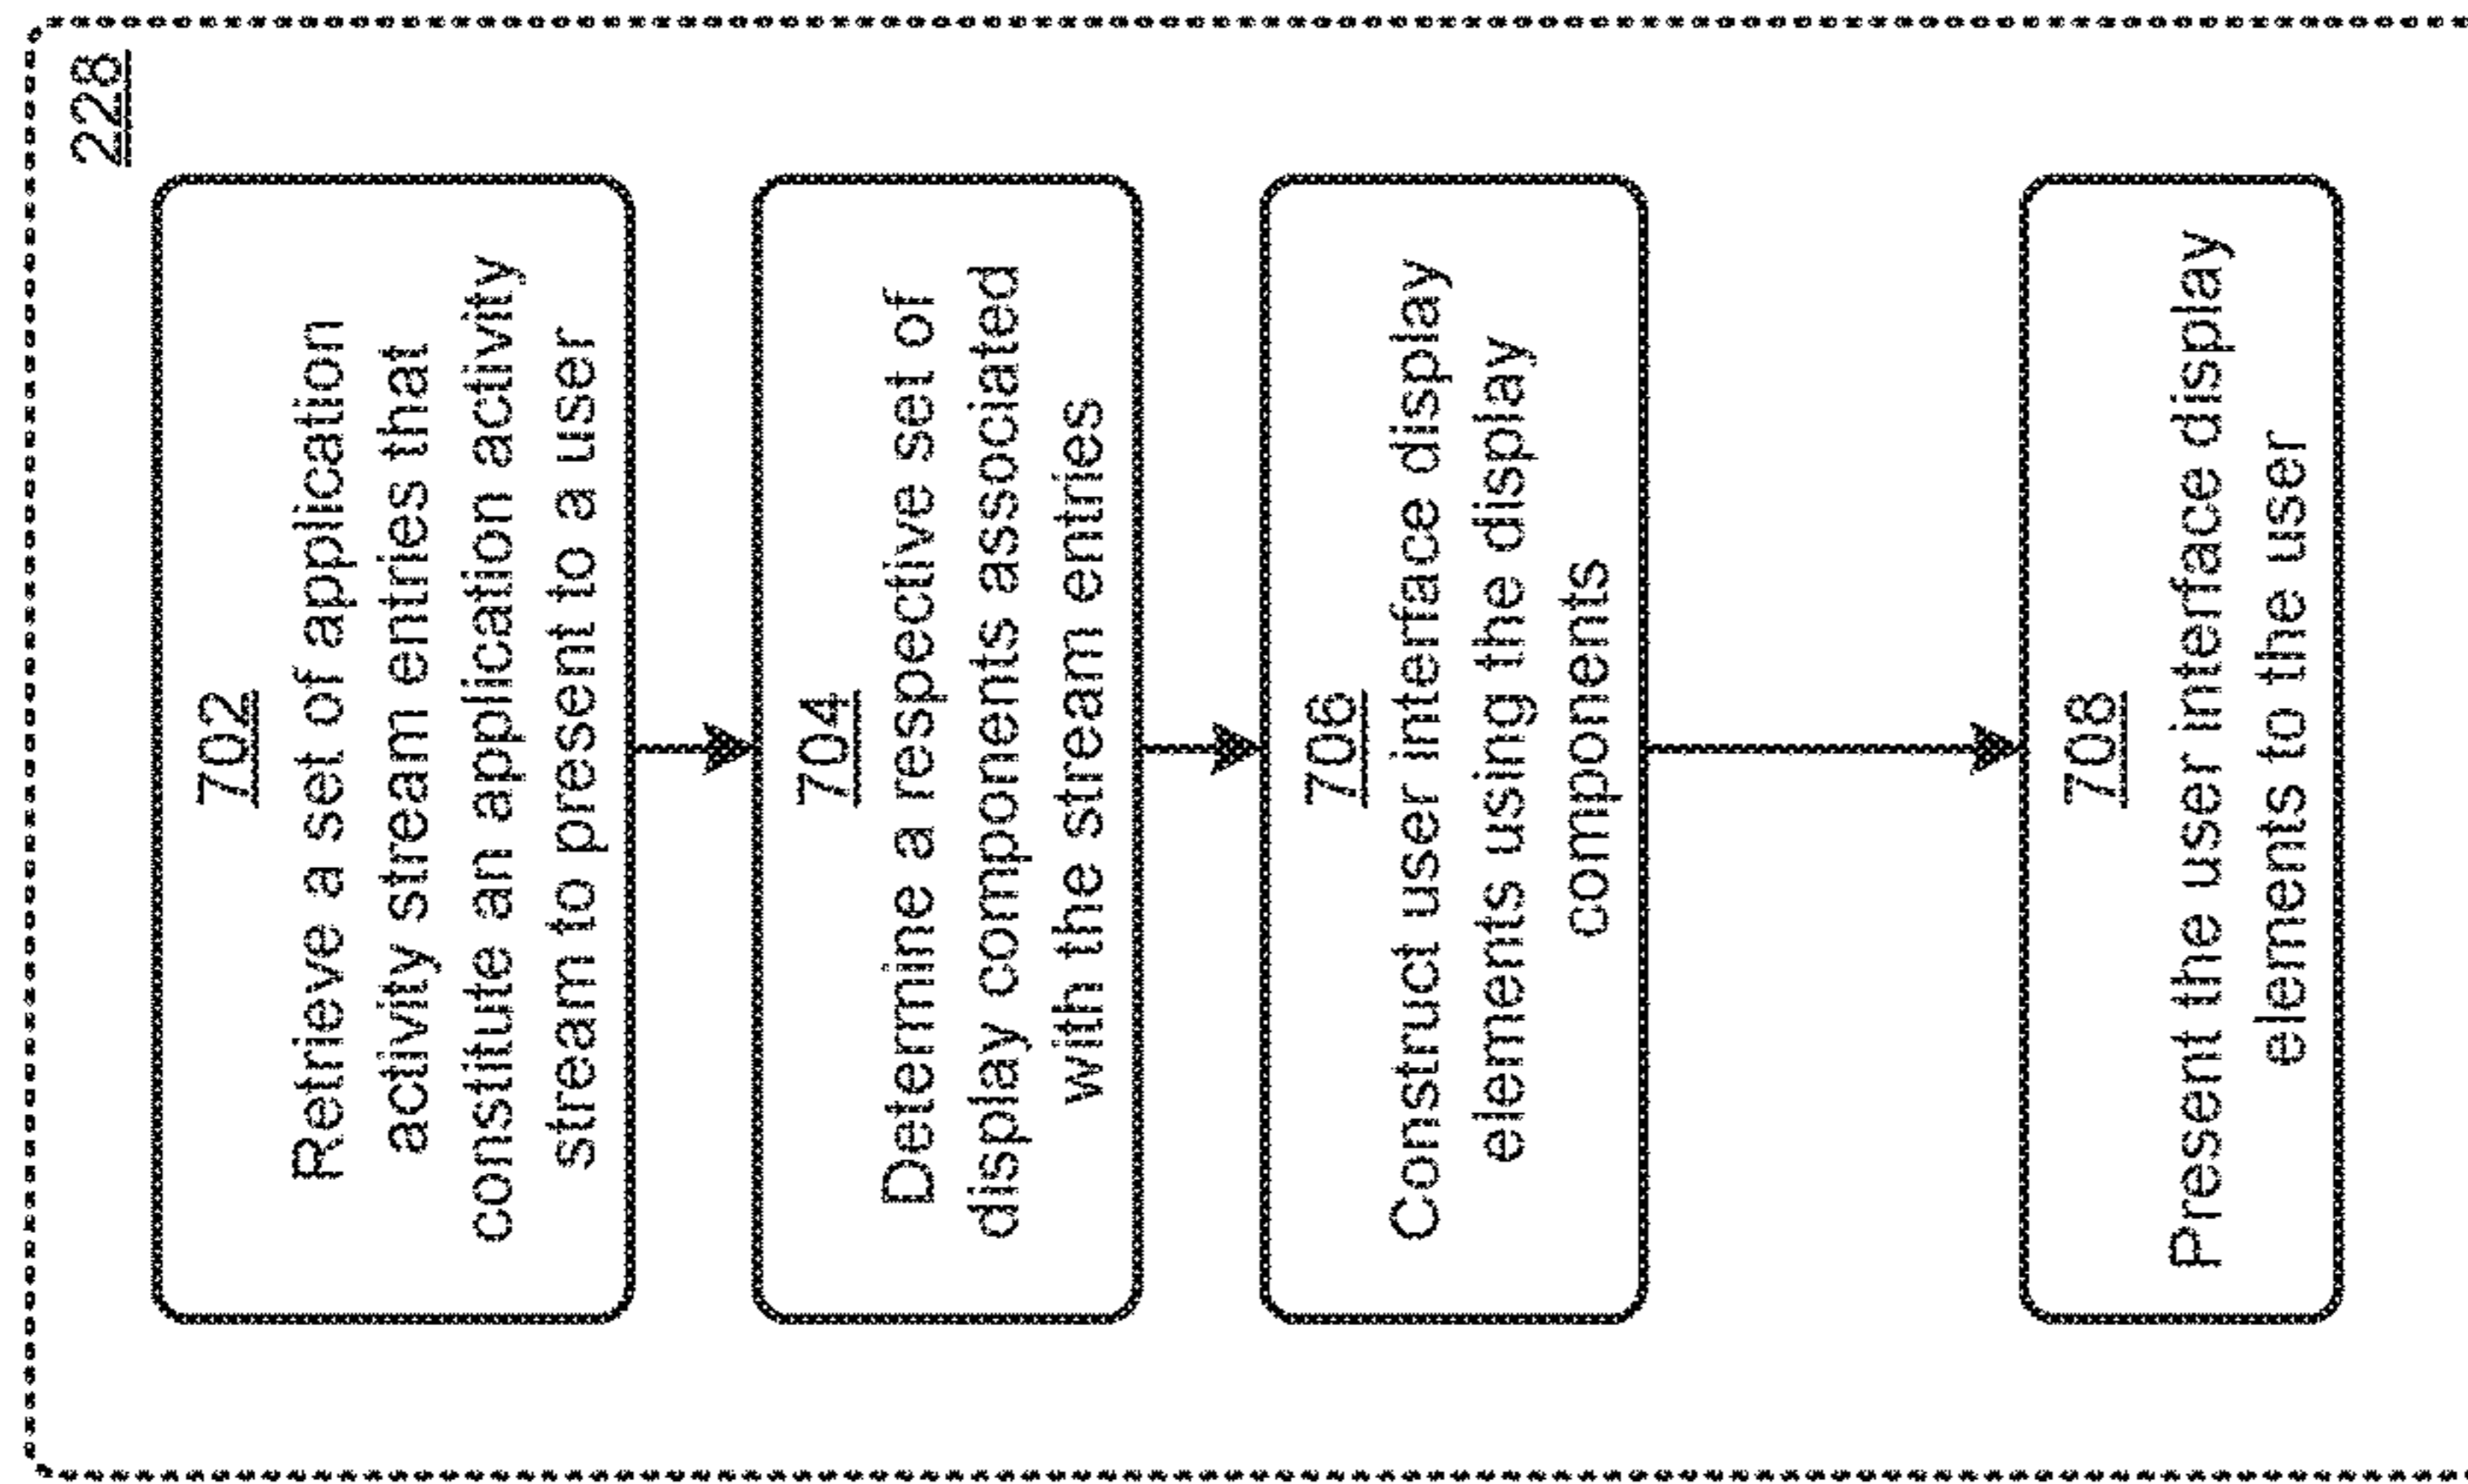 228
702
Retrieve a set of application
activity stream entries that
constitute an application activity
stream to present to a user
704
Determine a respective set of
display components associated
with the stream entries
706
Construct user interface display
elements using the display
components
708
Present the user interface display
elements to the user